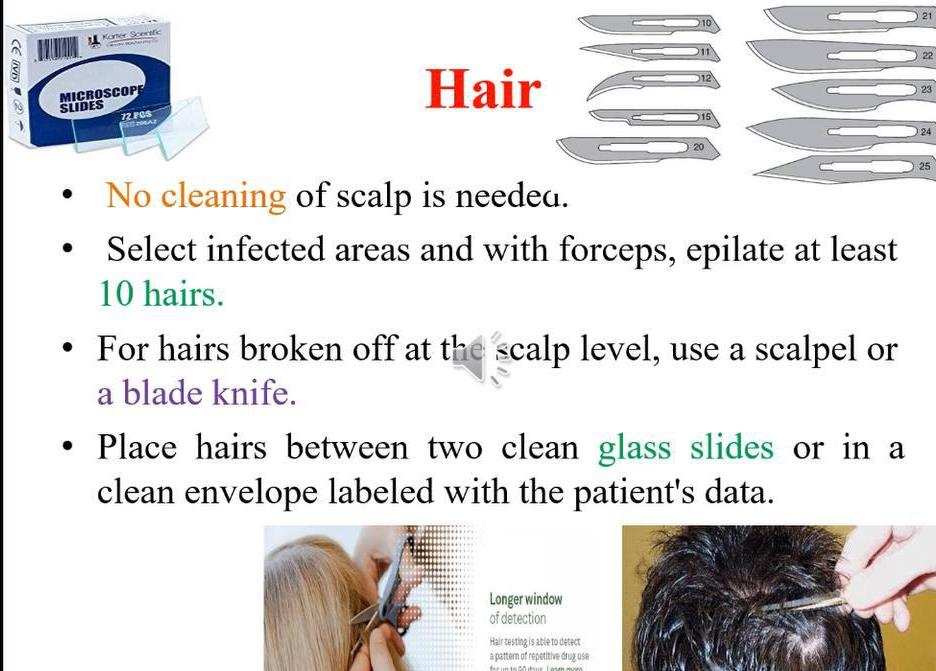 Karter Scientific
MICROSCOPE
SLIDES
72 PCS
Hair
10
11
12
15
20
21
22
23
24
25
• No cleaning of scalp is needed.
• Select infected areas and with forceps, epilate at least
10 hairs.
• For hairs broken off at the scalp level, use a scalpel or
a blade knife.
• Place hairs between two clean glass slides or in a
clean envelope labeled with the patient's data.
Longer window
of detection
Hair testing is able to detect
a pattern of repetitive drug use
for up to 90 days. Learn more